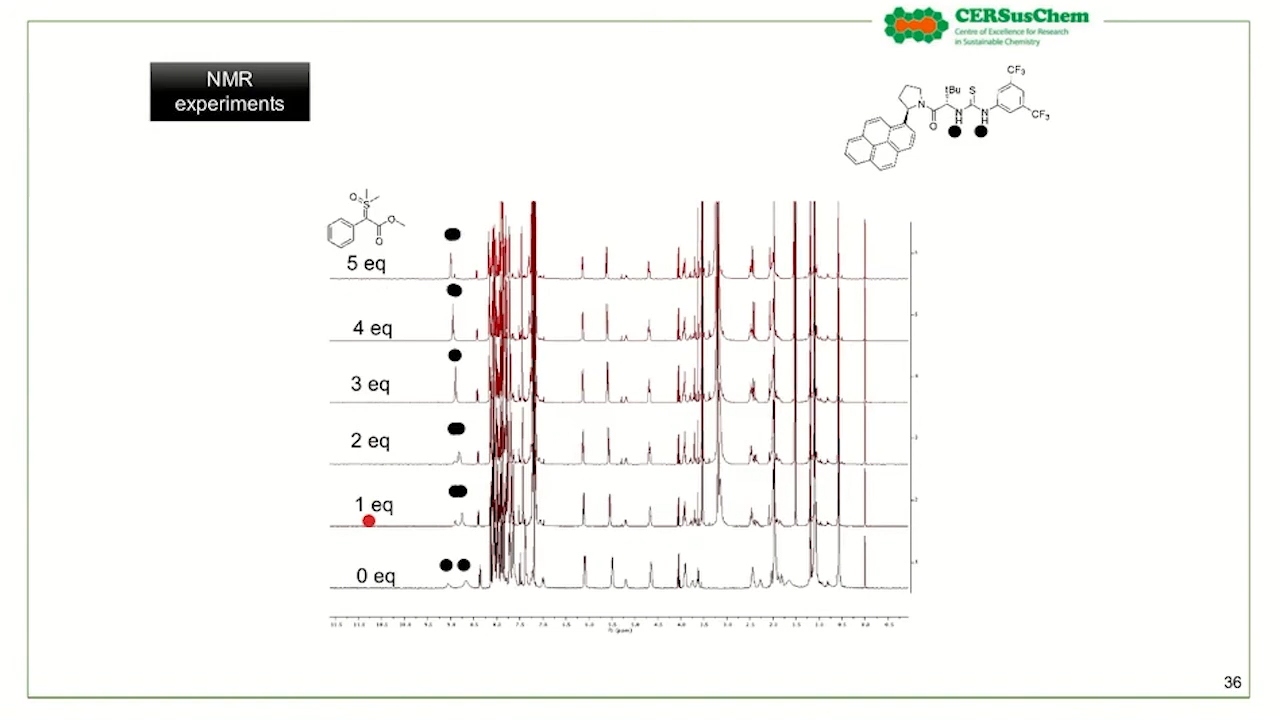 CERSusChem
Centre of Excellence for Research
in Sustainable Chemistry
NMR
experiments
CF3
tBu
S
N
O
N
H
N
H
CF3
O
S
O
O
5 eq
4 eq
3 eq
2 eq
1 eq
0 eq
36